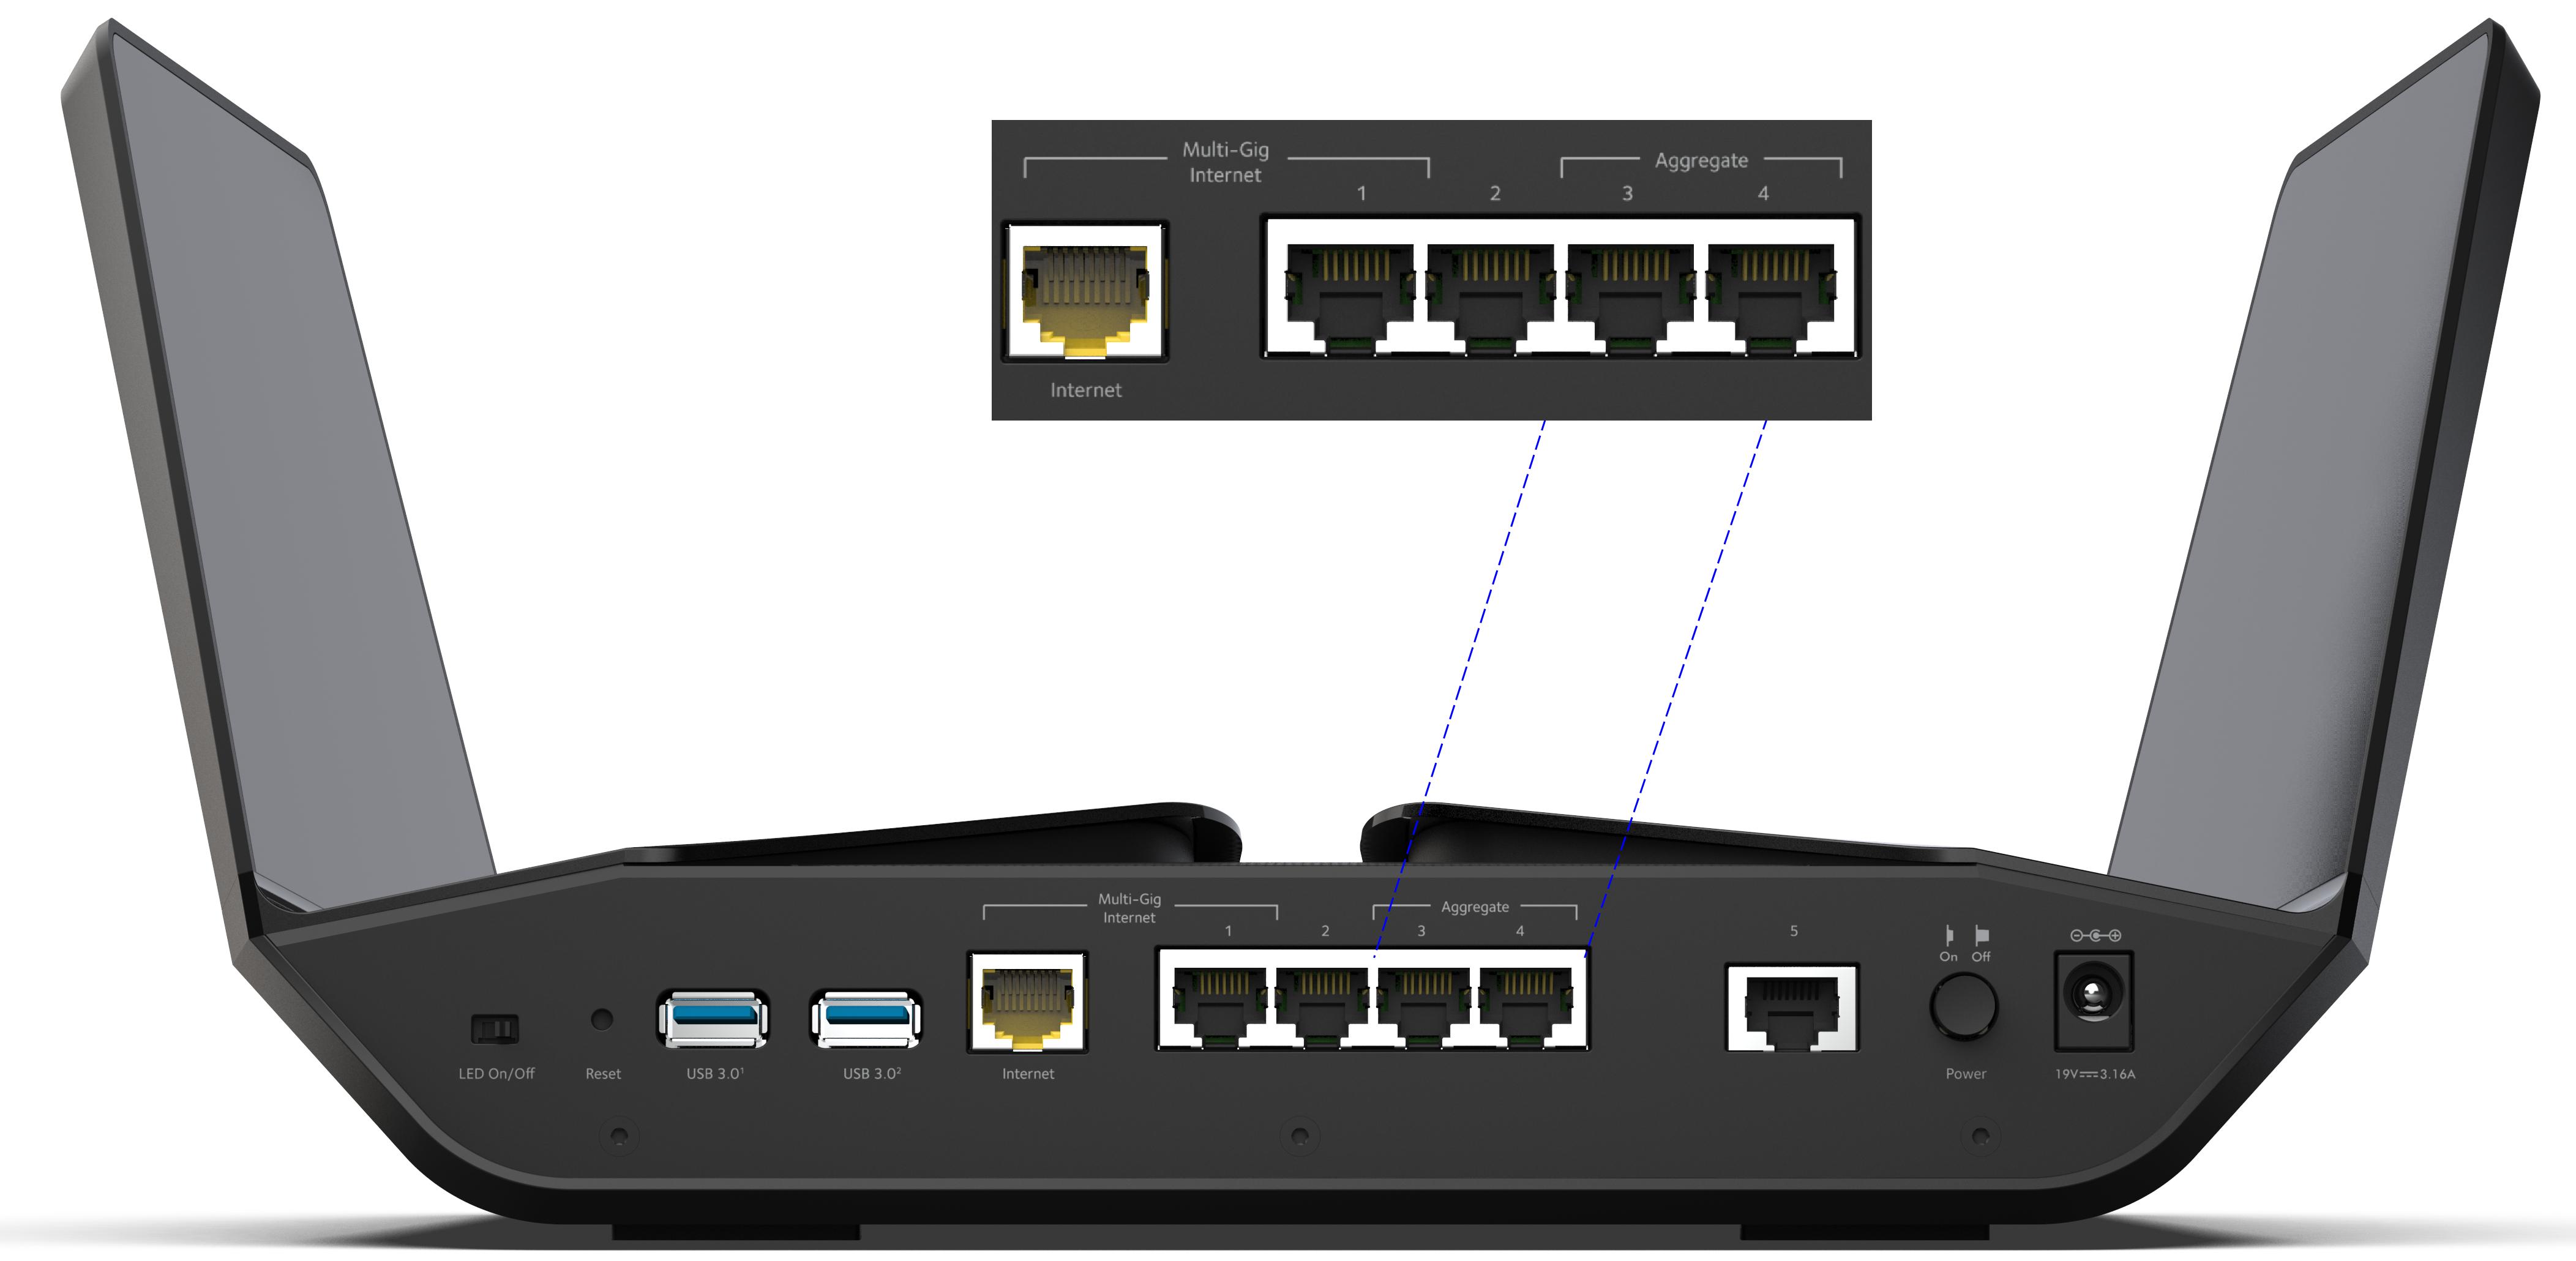 Multi-Gig
Internet
Aggregate
1 2 3 4
Internet
Multi-Gig
Internet
Aggregate
1 2 3 4 5
On Off
LED On/Off
Reset
USB 3.0¹
USB 3.0²
Internet
Power
19V⎓3.16A